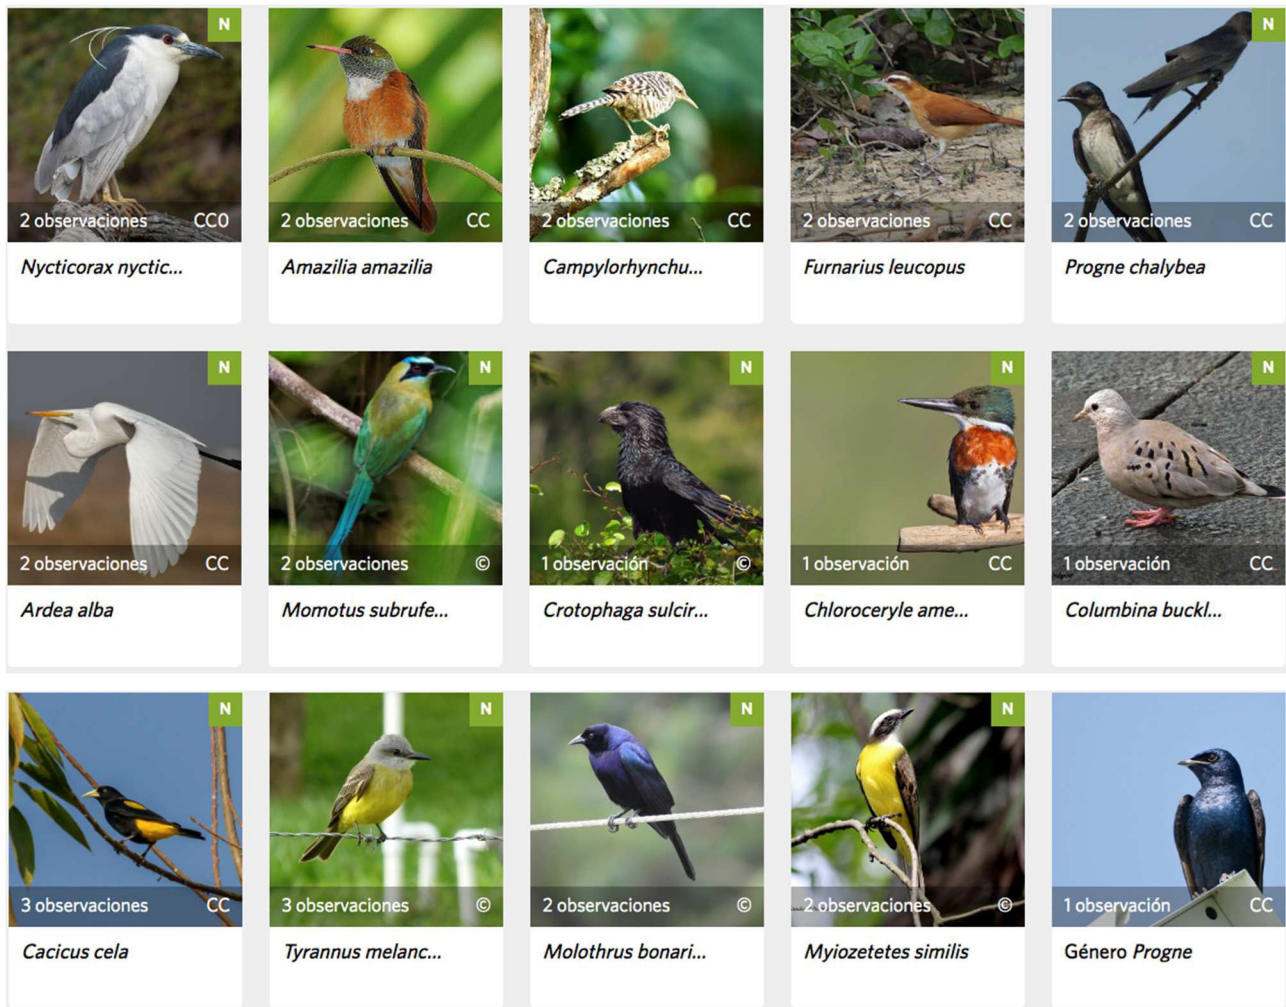 N
N
2 observaciones CC0
2 observaciones CC
2 observaciones CC
2 observaciones CC
2 observaciones CC
Nycticorax nyctic...
Amazilia amazilia
Campylorhynchu...
Furnarius leucopus
Progne chalybea
N
N
N
N
N
2 observaciones CC
2 observaciones ©
1 observación ©
1 observación CC
1 observación CC
Ardea alba
Momotus subrufe...
Crotophaga sulcir...
Chloroceryle ame...
Columbina buckl...
N
N
N
N
3 observaciones CC
3 observaciones ©
2 observaciones ©
2 observaciones ©
1 observación CC
Cacicus cela
Tyrannus melanc...
Molothrus bonari...
Myiozetetes similis
Género Progne